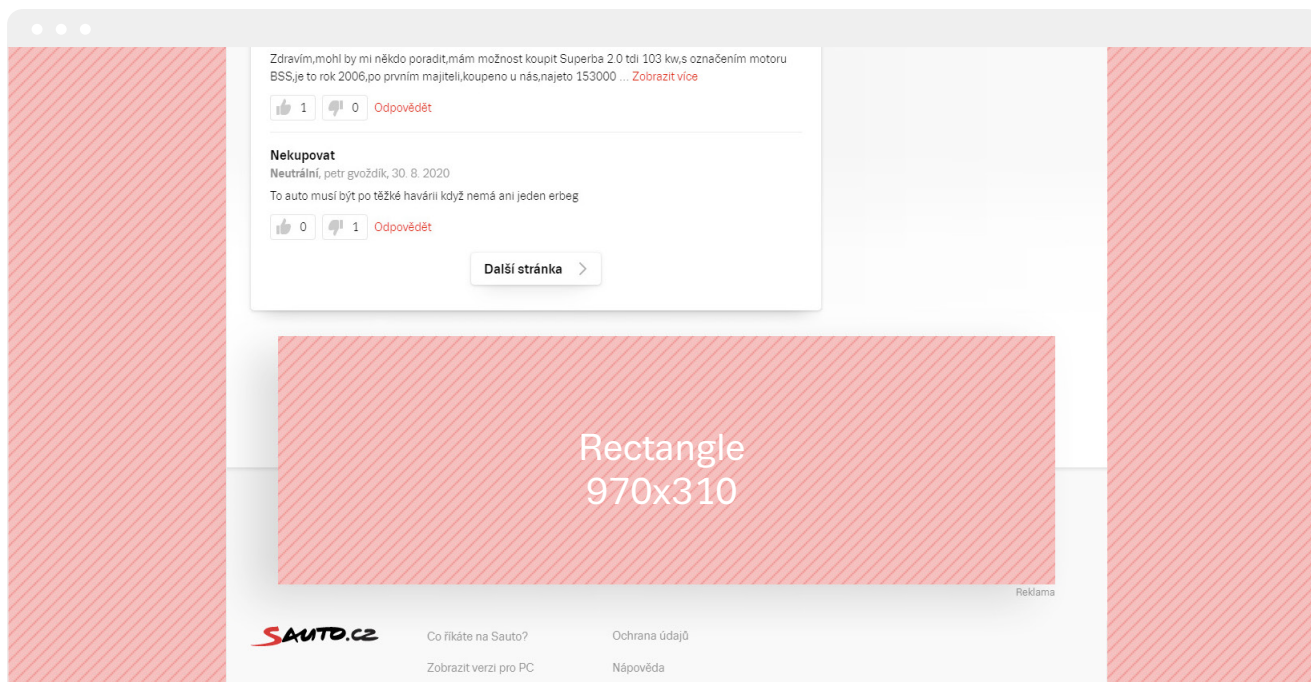 Zdravím,mohl by mi někdo poradit,mám možnost koupit Superba 2.0 tdi 103 kw,s označením motoru
BSS,je to rok 2006,po prvním majiteli,koupeno u nás,najeto 153000 ... Zobrazit více
1 0 Odpovědět
Nekupovat
Neutrální, petr gvoždík, 30. 8. 2020
To auto musí být po těžké havárii když nemá ani jeden erbeg
0 1 Odpovědět
Další stránka
Rectangle
970x310
Reklama
SAUTO.CZ
Co říkáte na Sauto?
Ochrana údajů
Zobrazit verzi pro PC
Nápověda